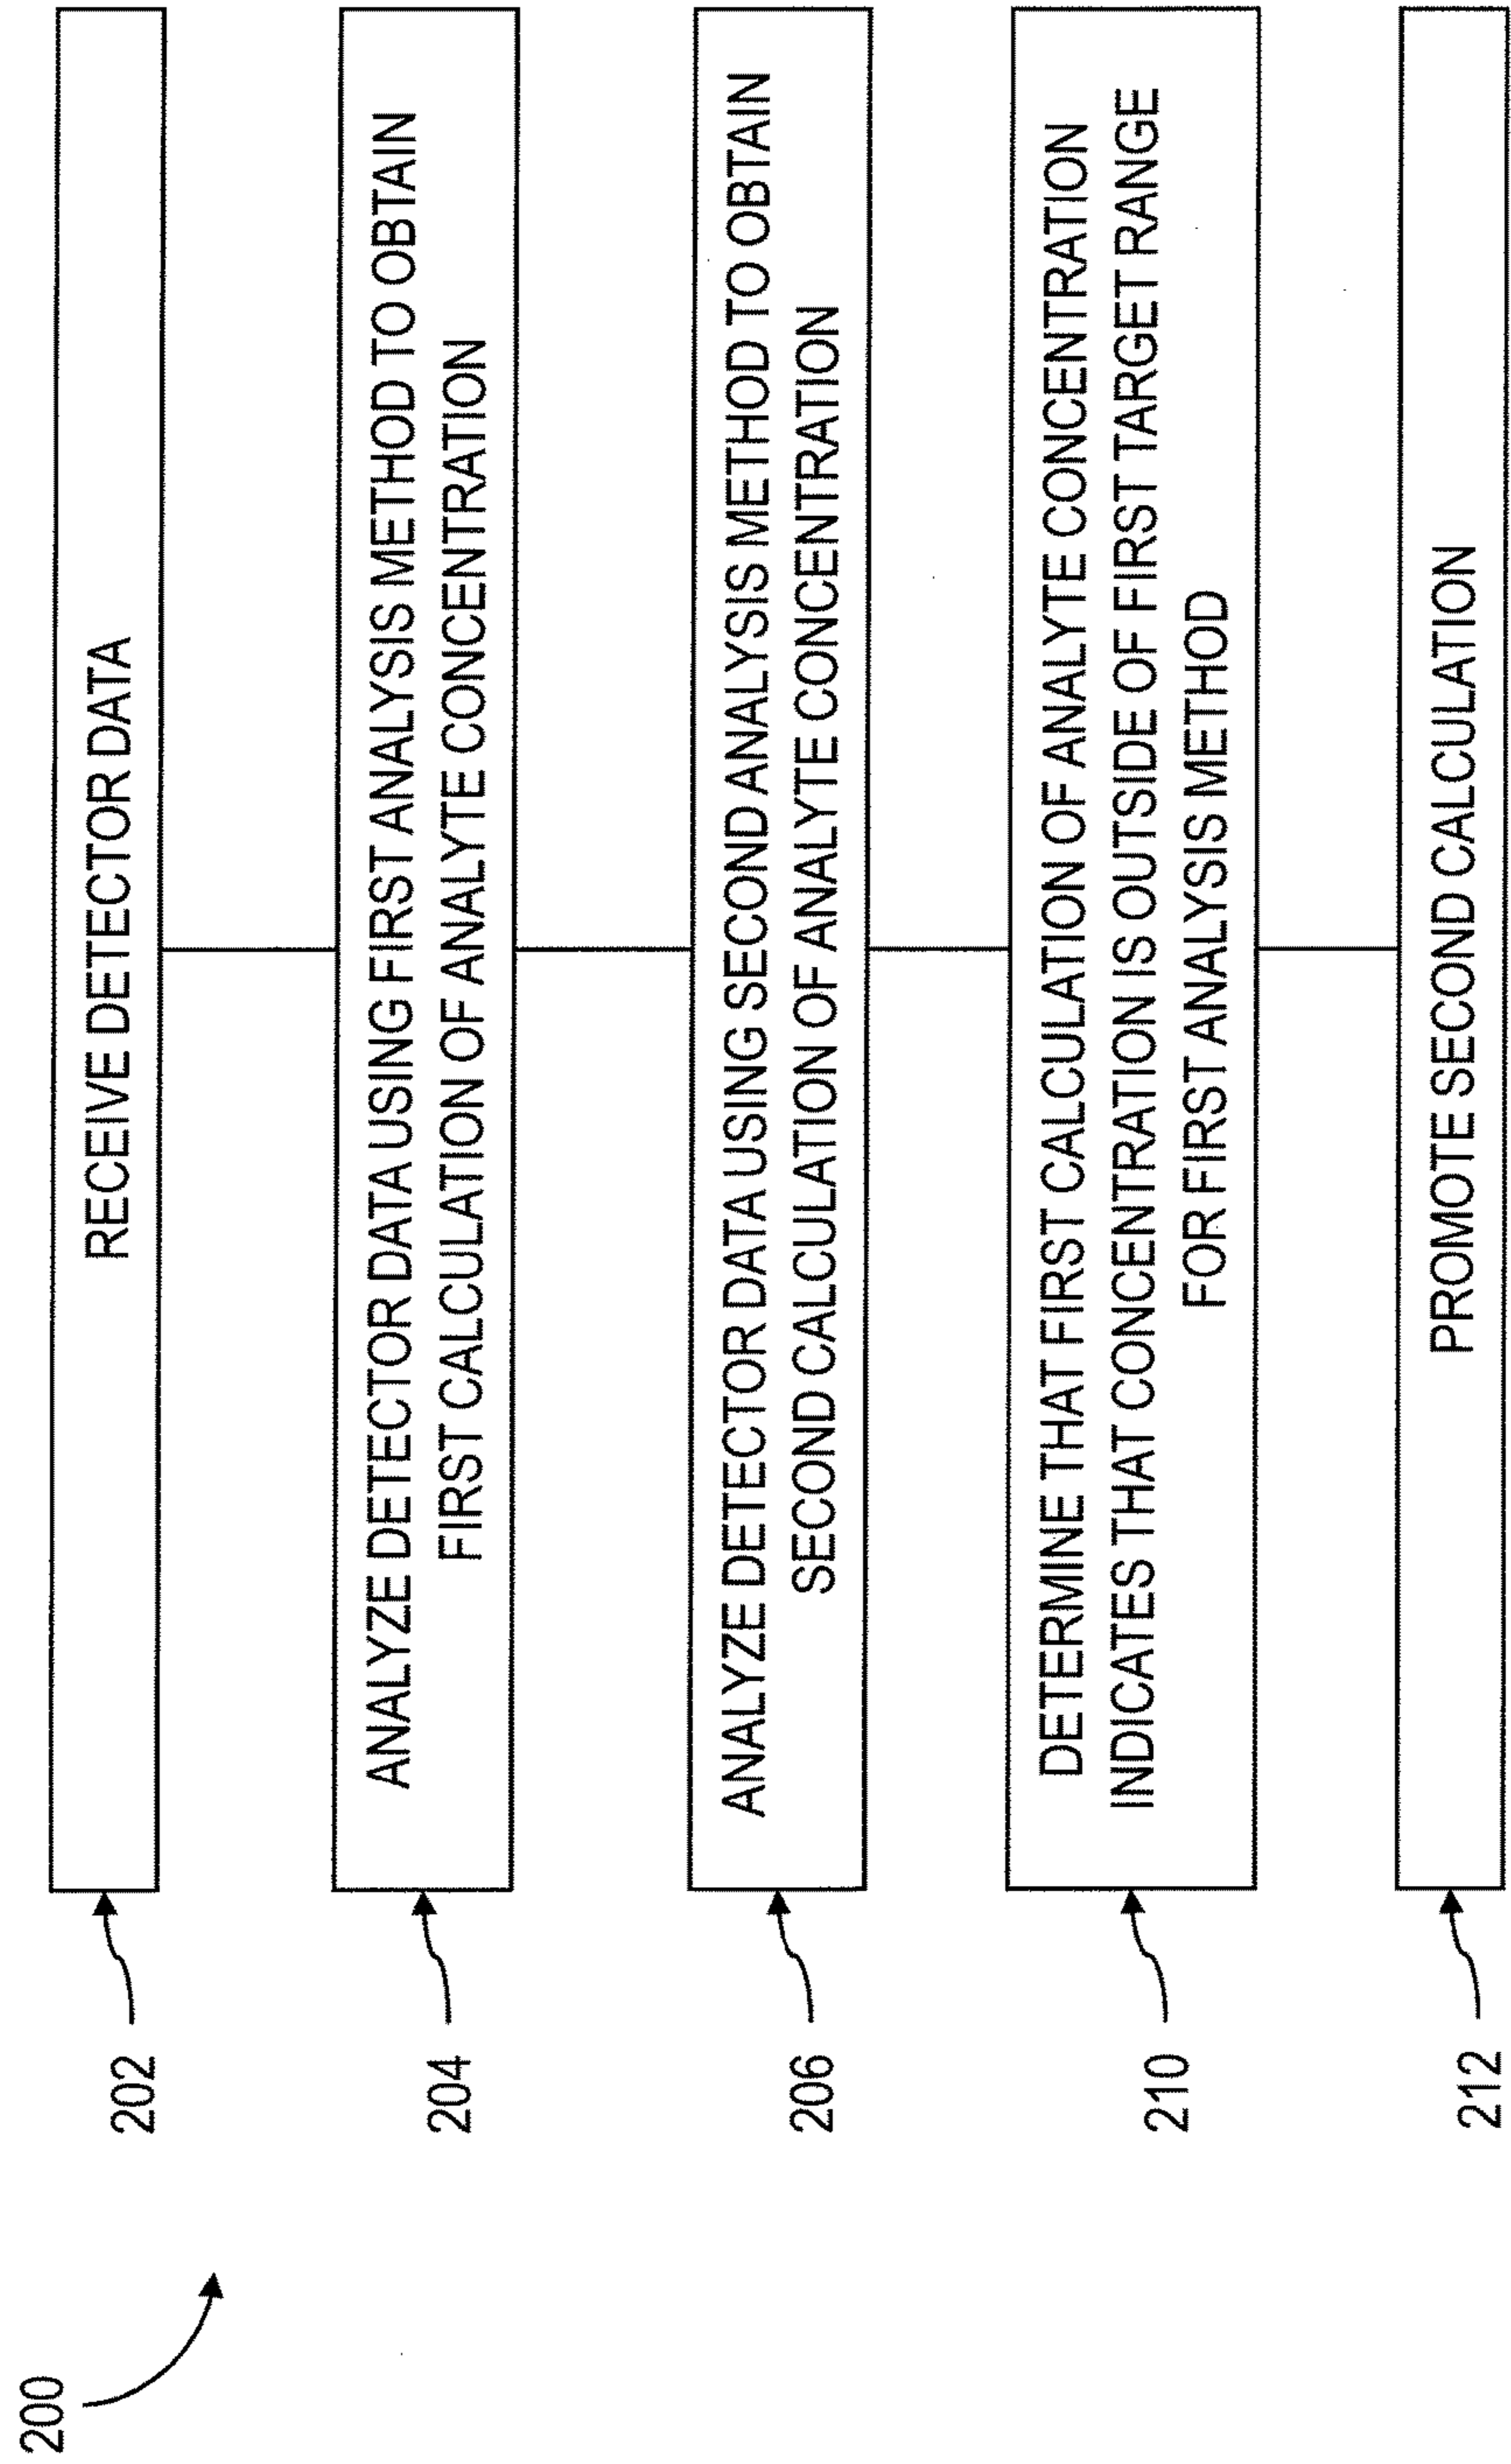 200
202
RECEIVE DETECTOR DATA
204
ANALYZE DETECTOR DATA USING FIRST ANALYSIS METHOD TO OBTAIN
FIRST CALCULATION OF ANALYTE CONCENTRATION
206
ANALYZE DETECTOR DATA USING SECOND ANALYSIS METHOD TO OBTAIN
SECOND CALCULATION OF ANALYTE CONCENTRATION
210
DETERMINE THAT FIRST CALCULATION OF ANALYTE CONCENTRATION
INDICATES THAT CONCENTRATION IS OUTSIDE OF FIRST TARGET RANGE
FOR FIRST ANALYSIS METHOD
212
PROMOTE SECOND CALCULATION